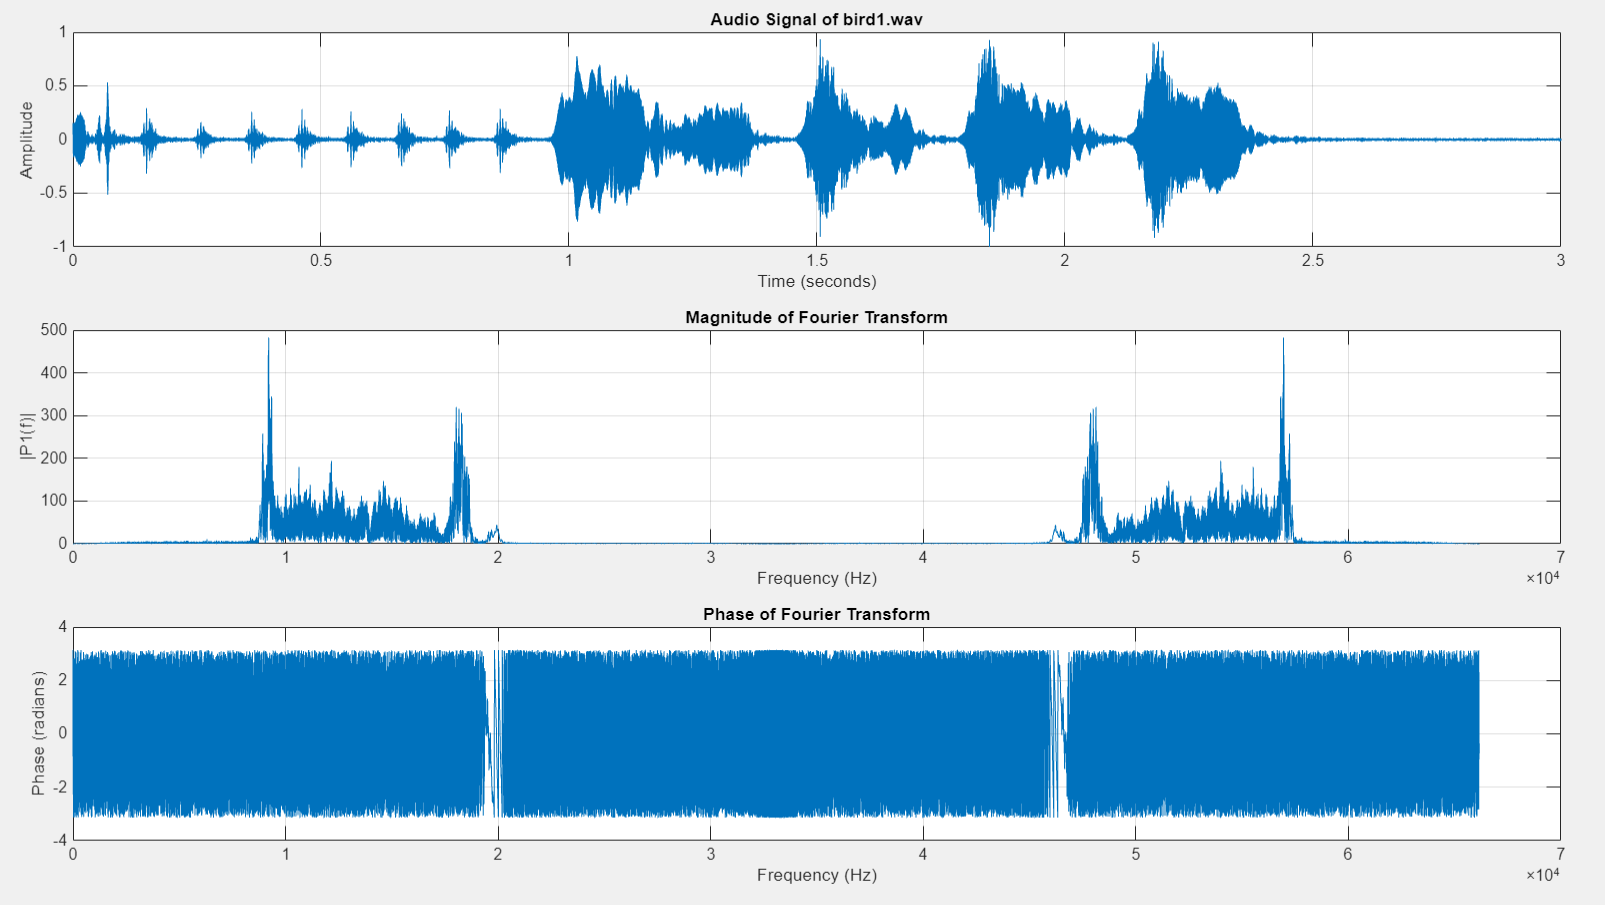 Audio Signal of bird1.wav
1
0.5
0
-0.5
-1
Amplitude
0 0.5 1 1.5 2 2.5 3
Time (seconds)
Magnitude of Fourier Transform
500
400
300
200
100
0
|P1(f)|
0 1 2 3 4 5 6 7
Frequency (Hz)
×10⁴
Phase of Fourier Transform
4
2
0
-2
-4
Phase (radians)
0 1 2 3 4 5 6 7
Frequency (Hz)
×10⁴